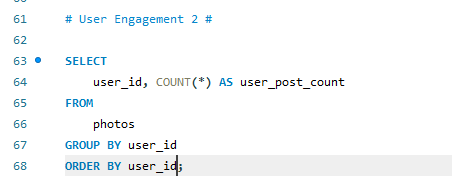 61 # User Engagement 2 #
62
63 SELECT
64 user_id, COUNT(*) AS user_post_count
65 FROM
66 photos
67 GROUP BY user_id
68 ORDER BY user_id;